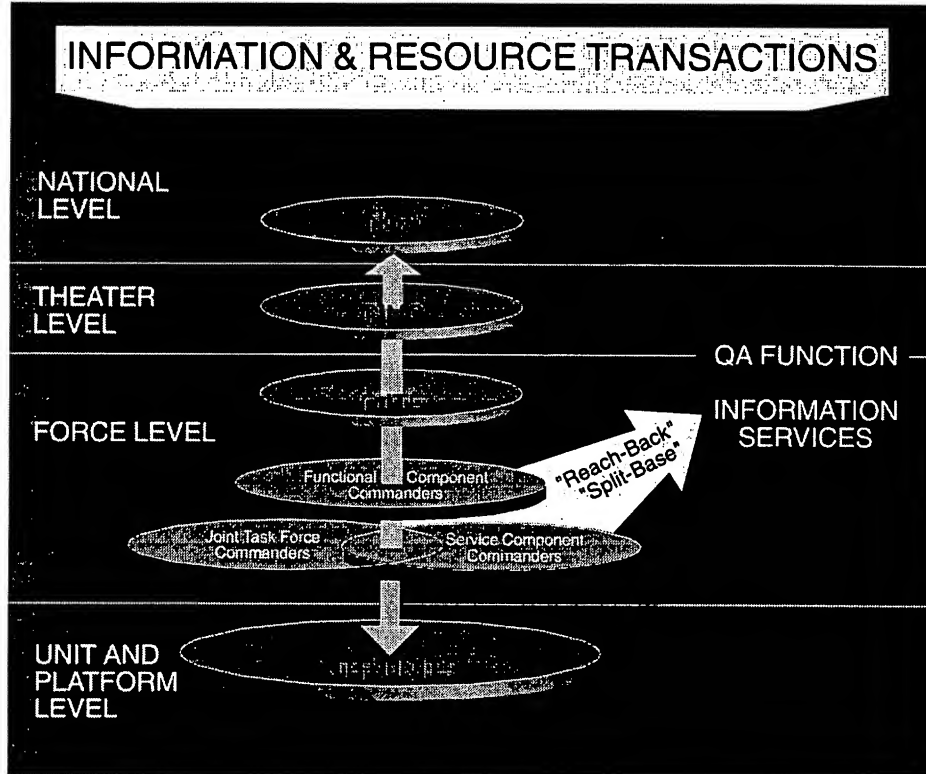 INFORMATION & RESOURCE TRANSACTIONS
NATIONAL
LEVEL
THEATER
LEVEL
QA FUNCTION
FORCE LEVEL
INFORMATION
SERVICES
"Reach-Back"
"Split-Base"
Functional Component
Commanders
Joint Task Force
Commanders
Service Component
Commanders
UNIT AND
PLATFORM
LEVEL